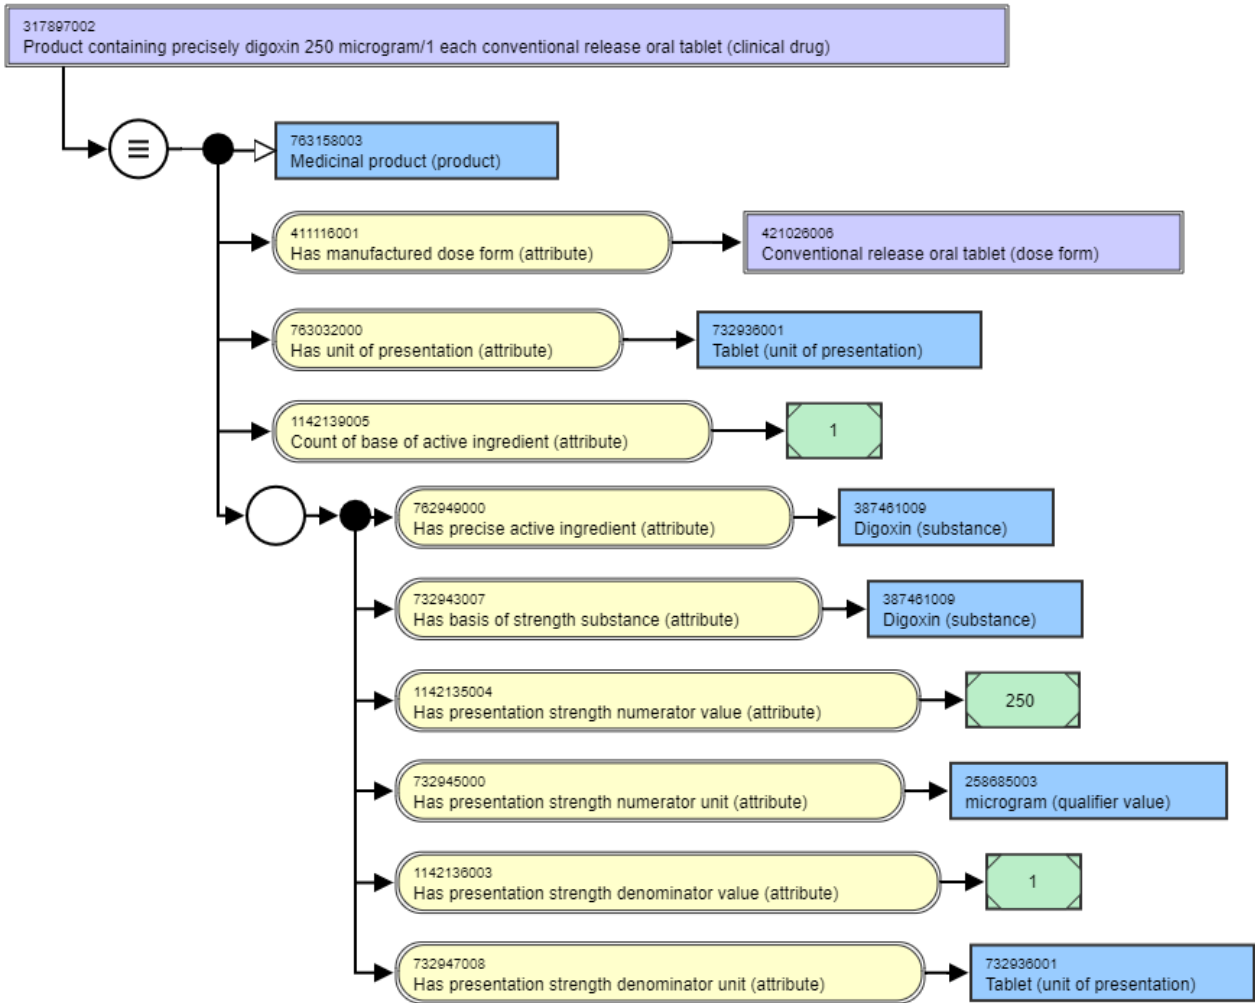 317897002
Product containing precisely digoxin 250 microgram/1 each conventional release oral tablet (clinical drug)
763158003
Medicinal product (product)
411116001
Has manufactured dose form (attribute)
421026006
Conventional release oral tablet (dose form)
763032000
Has unit of presentation (attribute)
732936001
Tablet (unit of presentation)
1142139005
Count of base of active ingredient (attribute)
1
762949000
Has precise active ingredient (attribute)
387461009
Digoxin (substance)
732943007
Has basis of strength substance (attribute)
387461009
Digoxin (substance)
1142135004
Has presentation strength numerator value (attribute)
250
732945000
Has presentation strength numerator unit (attribute)
258685003
microgram (qualifier value)
1142136003
Has presentation strength denominator value (attribute)
1
732947008
Has presentation strength denominator unit (attribute)
732936001
Tablet (unit of presentation)